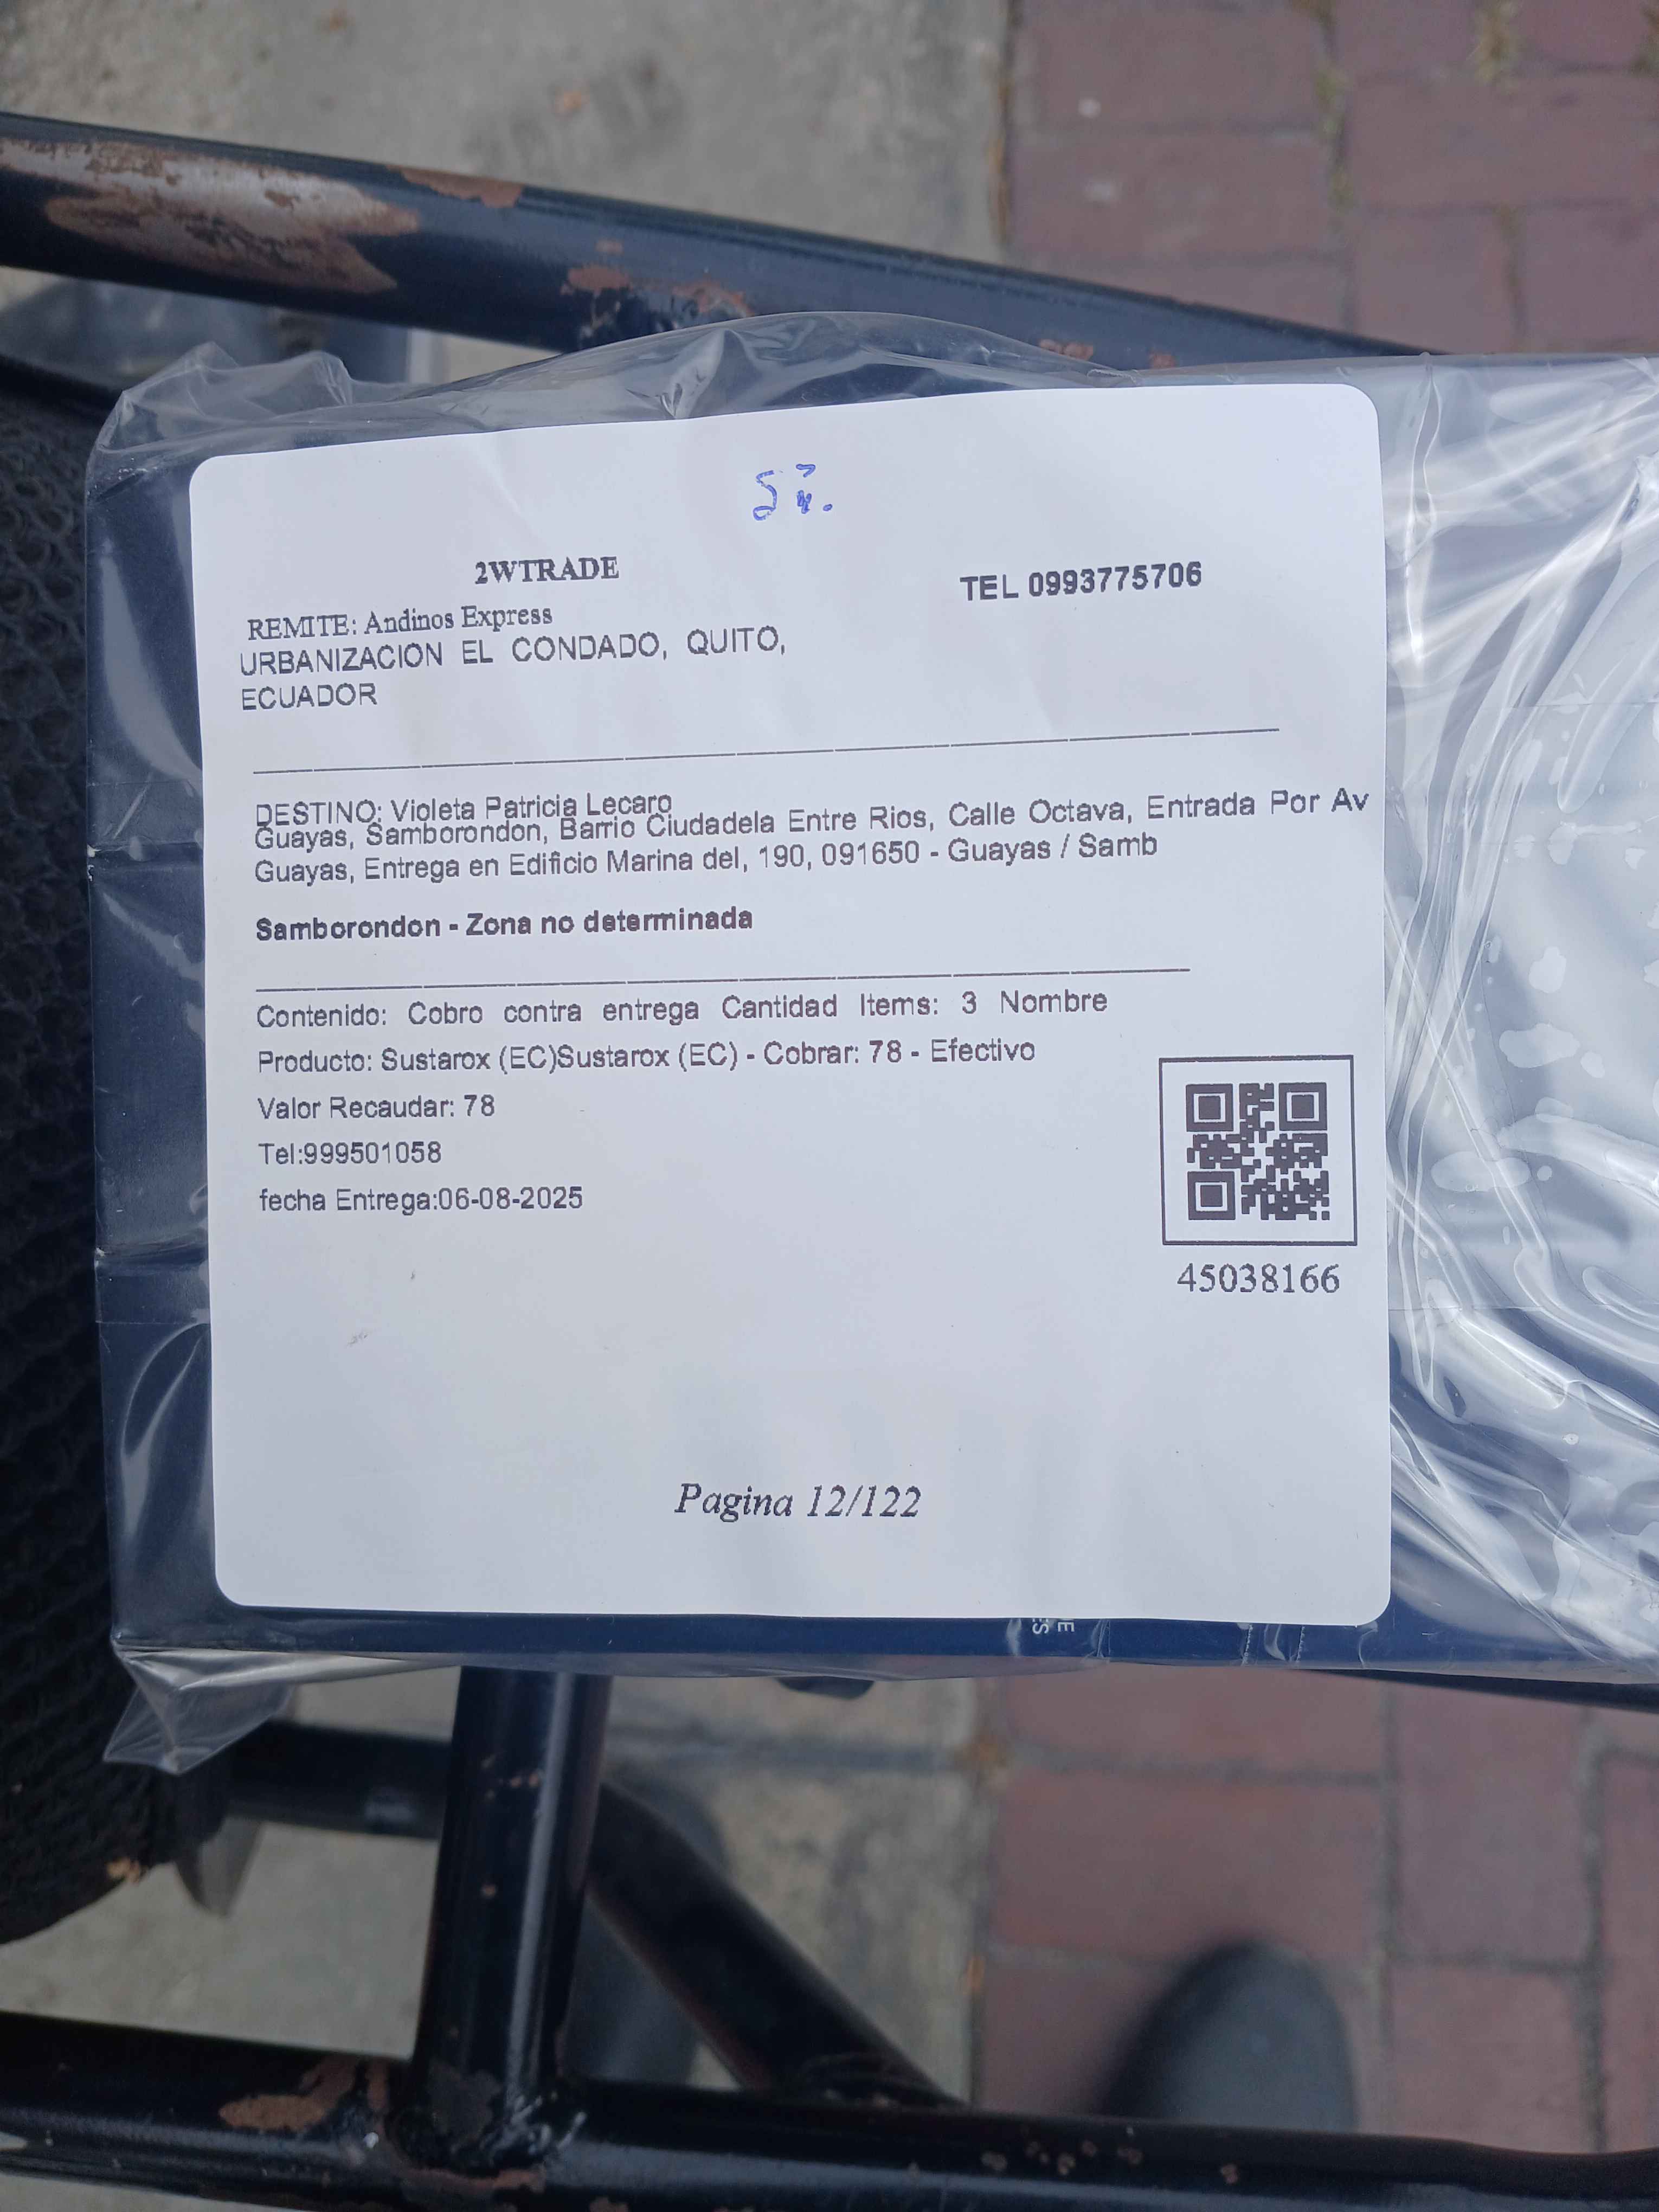 2WTRADE
TEL 0993775706
REMITE: Andinos Express
URBANIZACION EL CONDADO, QUITO,
ECUADOR
DESTINO: Violeta Patricia Lecaro
Guayas, Samborondon, Barrio Ciudadela Entre Rios, Calle Octava, Entrada Por Av
Guayas, Entrega en Edificio Marina del, 190, 091650 - Guayas / Samb
Samborondon - Zona no determinada
Contenido: Cobro contra entrega Cantidad Items: 3 Nombre
Producto: Sustarox (EC)Sustarox (EC) - Cobrar: 78 - Efectivo
Valor Recaudar: 78
Tel:999501058
fecha Entrega:06-08-2025
45038166
Pagina 12/122